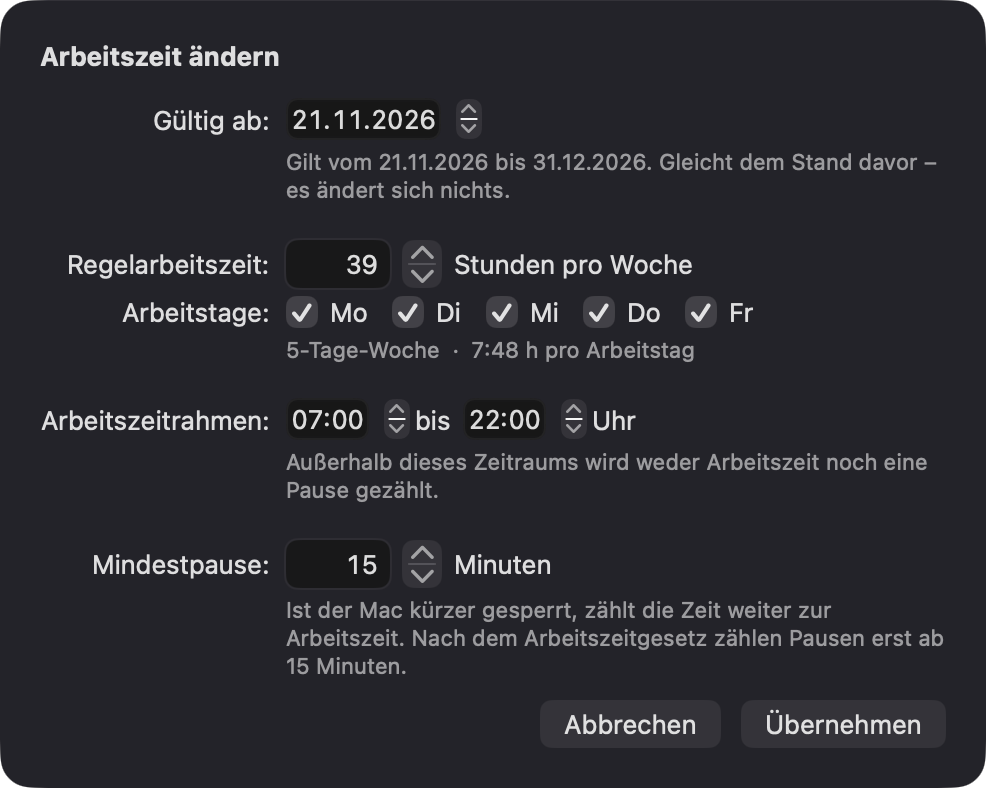 Arbeitszeit ändern
Gültig ab: 21.11.2026
Gilt vom 21.11.2026 bis 31.12.2026. Gleicht dem Stand davor –
es ändert sich nichts.
Regelarbeitszeit: 39 Stunden pro Woche
Arbeitstage: Mo Di Mi Do Fr
5-Tage-Woche · 7:48 h pro Arbeitstag
Arbeitszeitrahmen: 07:00 bis 22:00 Uhr
Außerhalb dieses Zeitraums wird weder Arbeitszeit noch eine
Pause gezählt.
Mindestpause: 15 Minuten
Ist der Mac kürzer gesperrt, zählt die Zeit weiter zur
Arbeitszeit. Nach dem Arbeitszeitgesetz zählen Pausen erst ab
15 Minuten.
Abbrechen Übernehmen